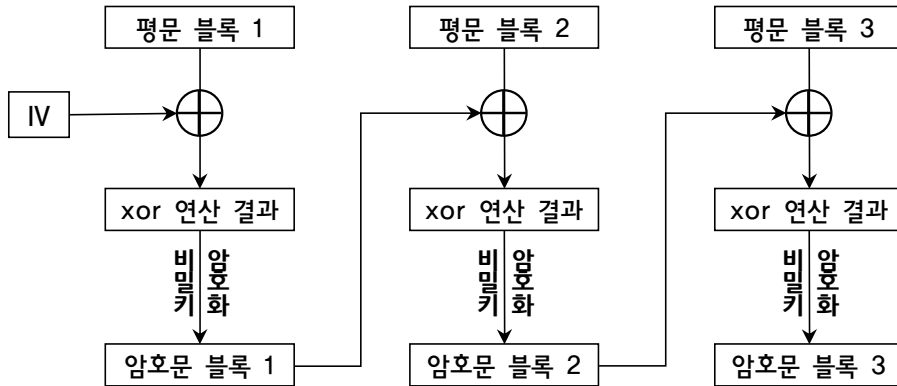 평문 블록 1
평문 블록 2
평문 블록 3
IV
xor 연산 결과
xor 연산 결과
xor 연산 결과
비밀키
암호화
비밀키
암호화
비밀키
암호화
암호문 블록 1
암호문 블록 2
암호문 블록 3